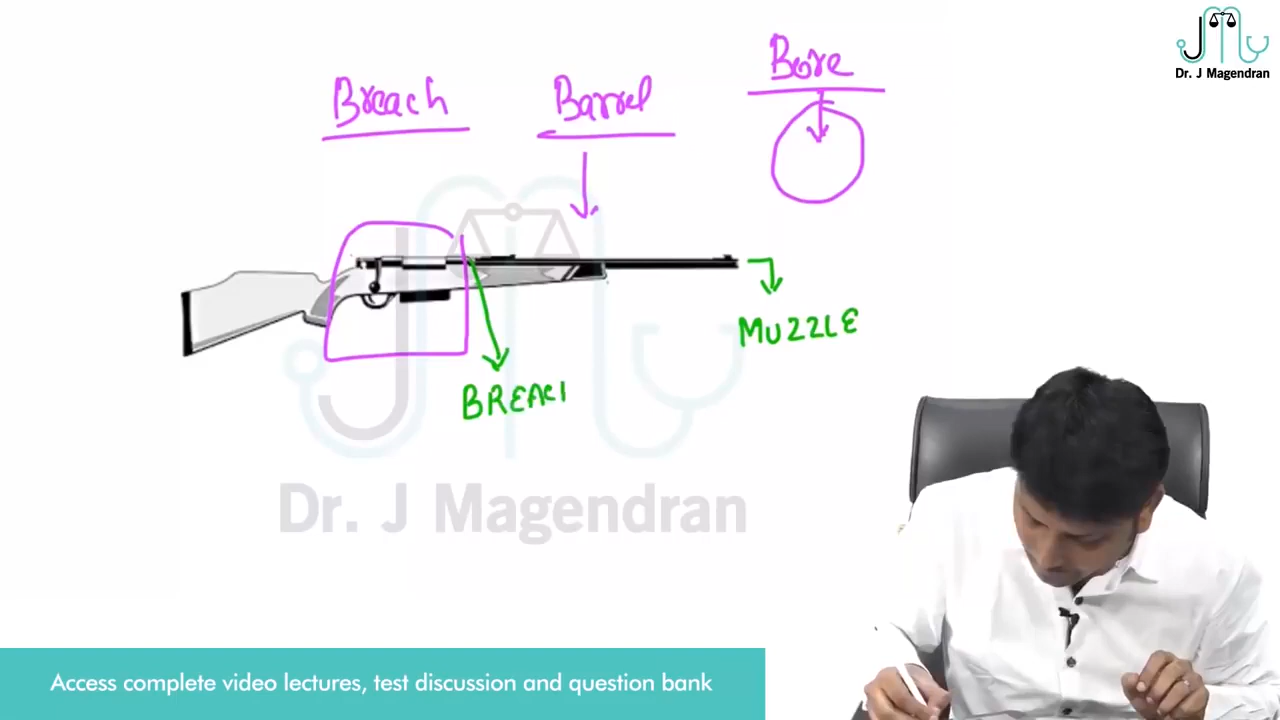 Bore
Breach
Barrel
Dr. J Magendran
MUZZLE
BREACH
Dr. J Magendran
Access complete video lectures, test discussion and question bank